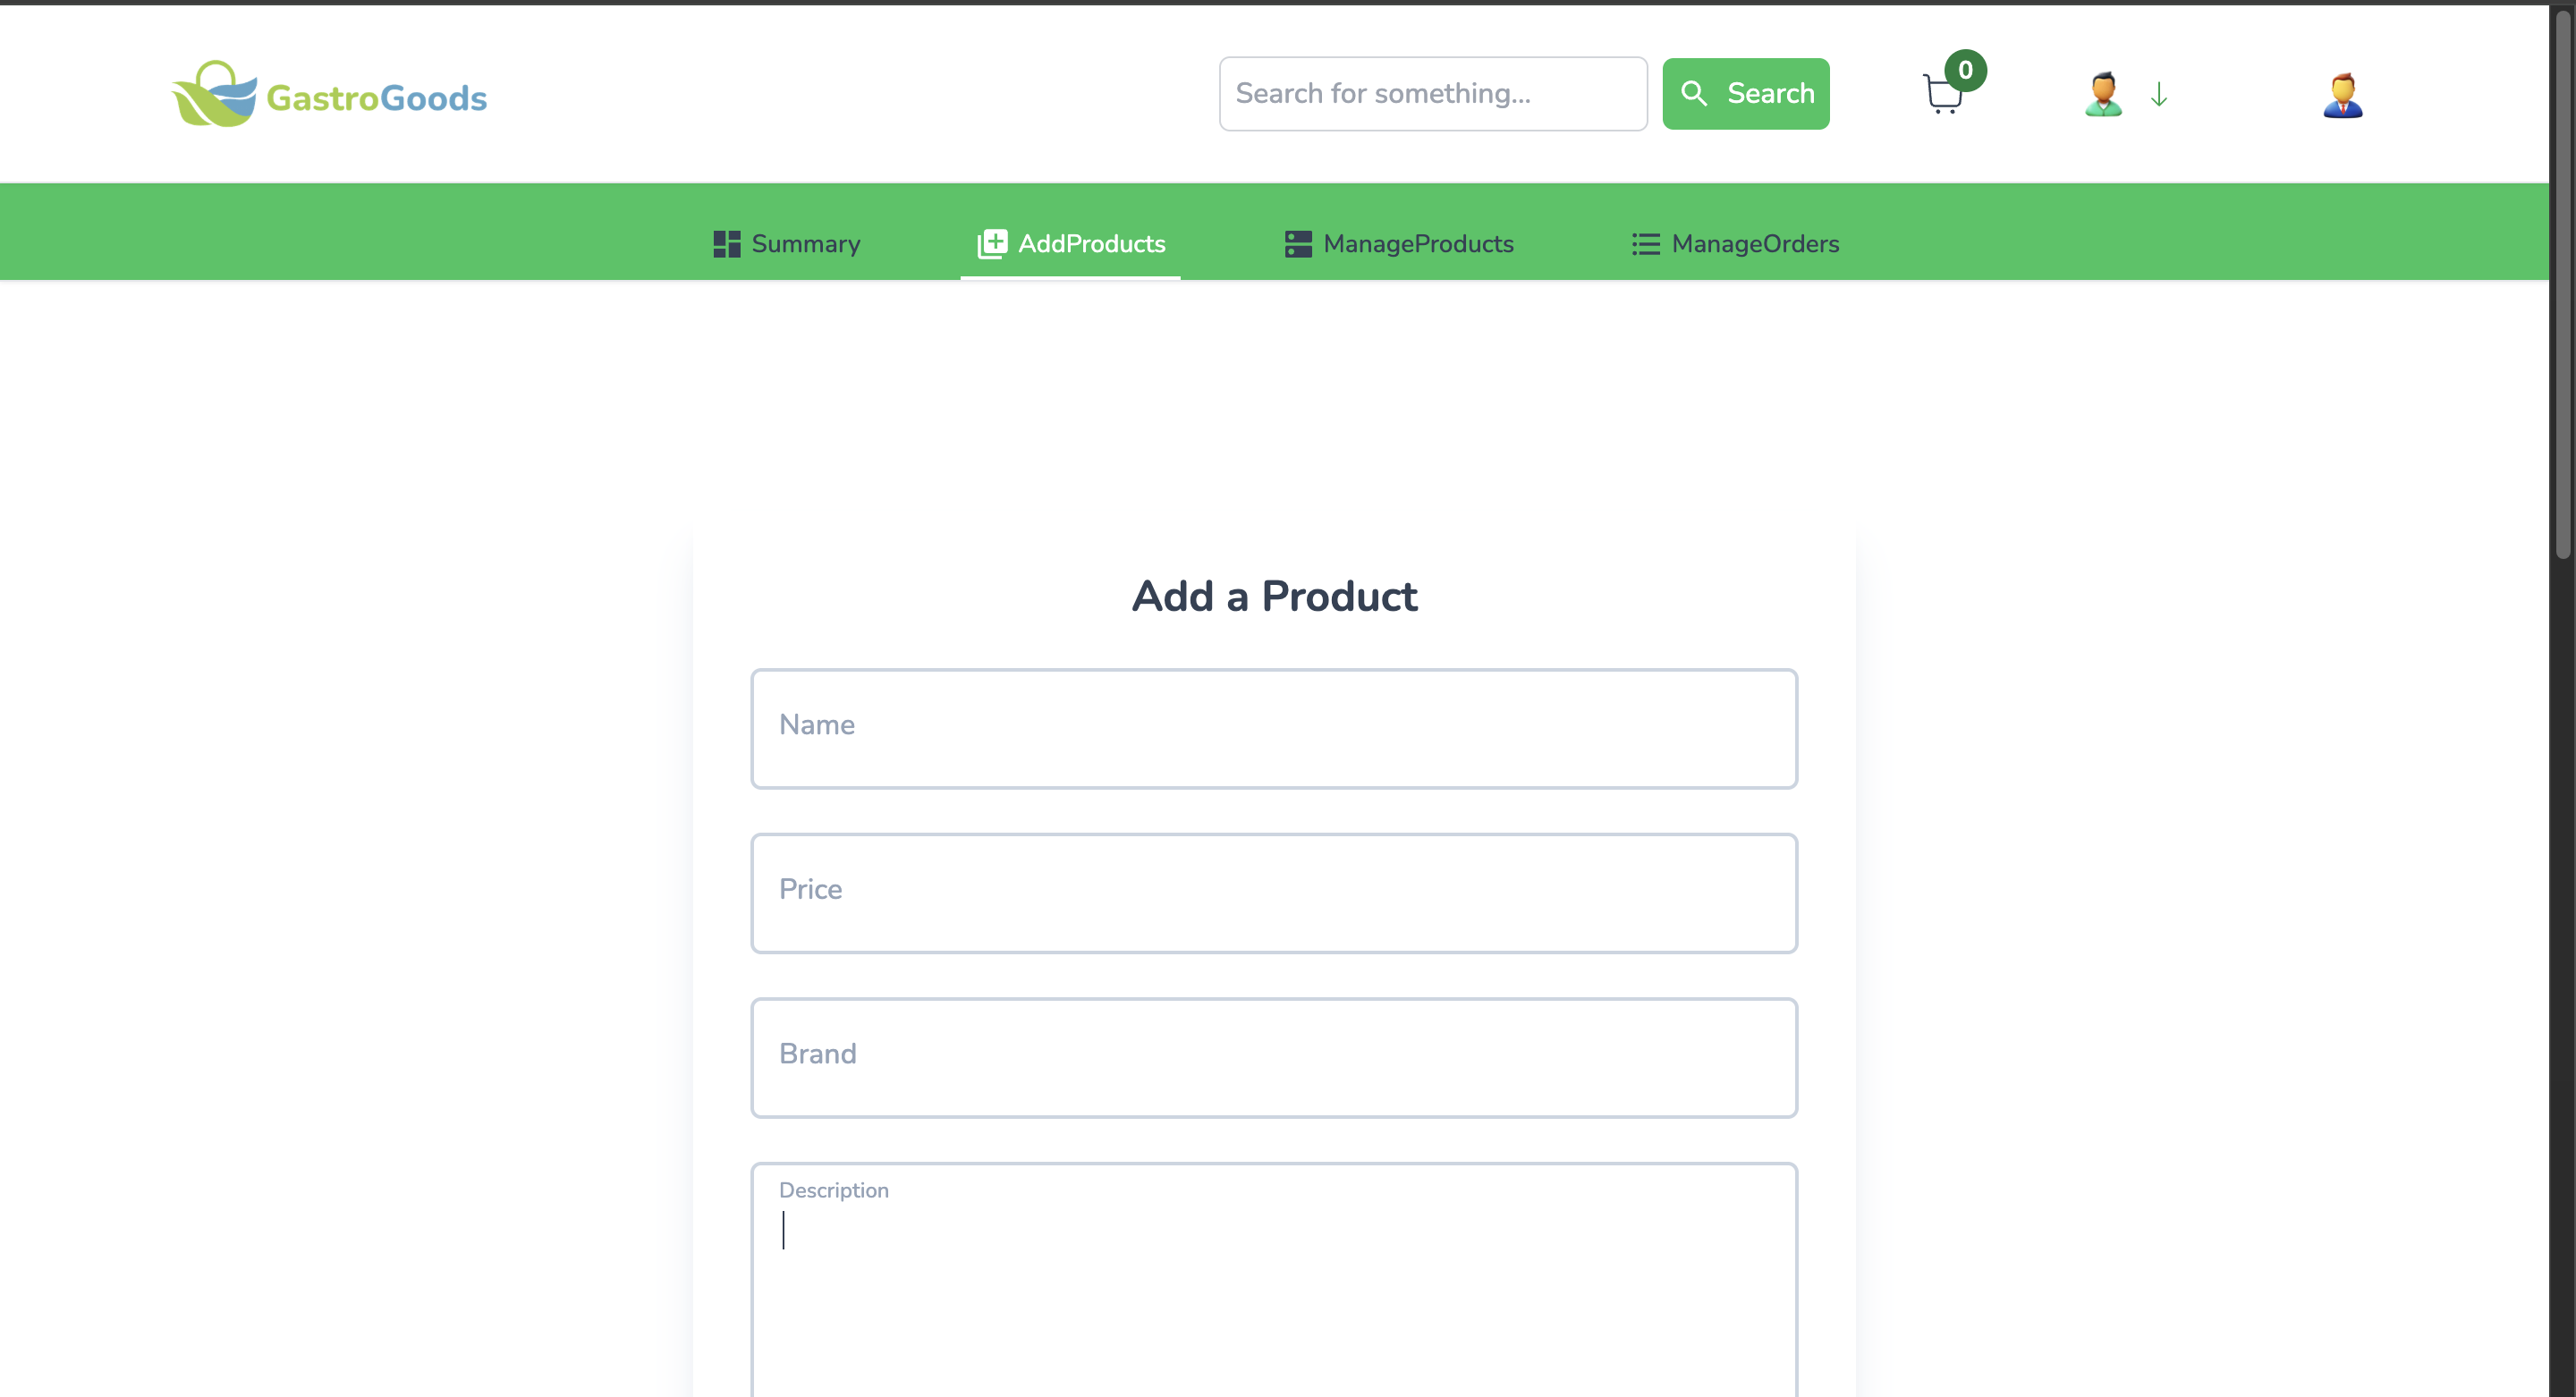 GastroGoods
Search for something...
Search
0
Summary
AddProducts
ManageProducts
ManageOrders
Add a Product
Name
Price
Brand
Description